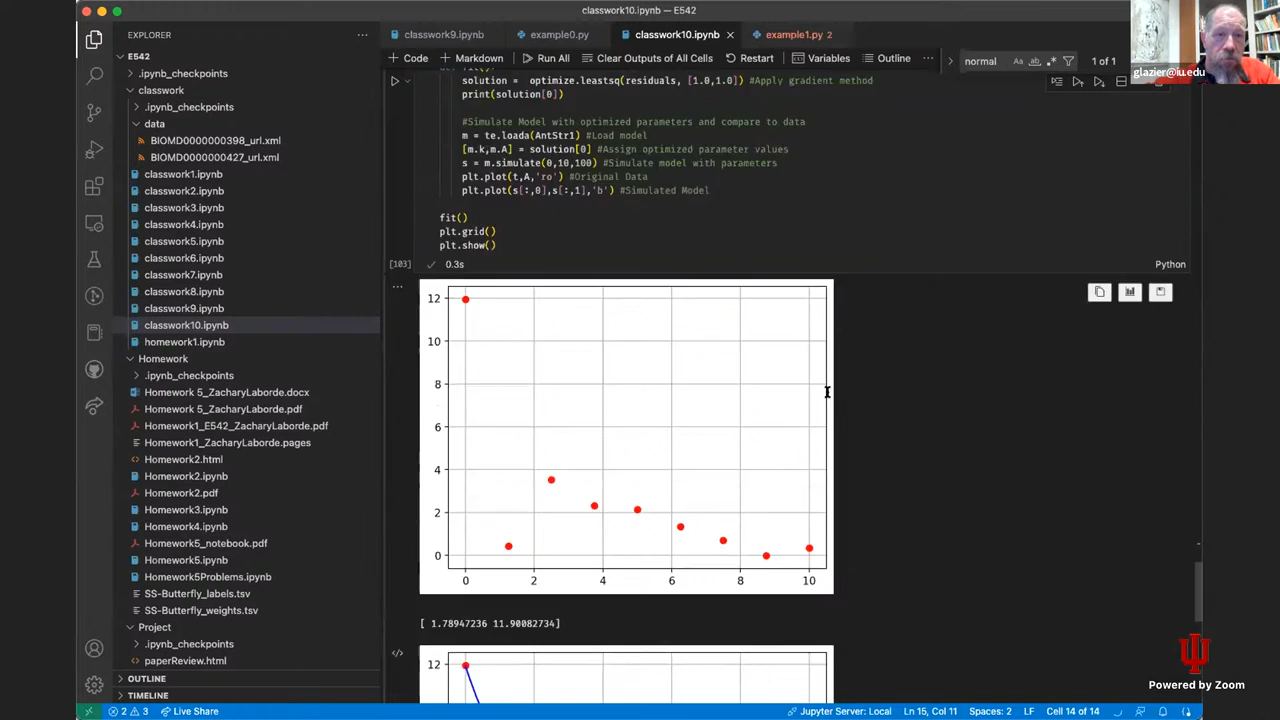 classwork10.ipynb — E542
EXPLORER
E542
.ipynb_checkpoints
classwork
.ipynb_checkpoints
data
BIOMD0000000398_url.xml
BIOMD0000000427_url.xml
classwork1.ipynb
classwork2.ipynb
classwork3.ipynb
classwork4.ipynb
classwork5.ipynb
classwork6.ipynb
classwork7.ipynb
classwork8.ipynb
classwork9.ipynb
classwork10.ipynb
homework1.ipynb
Homework
.ipynb_checkpoints
Homework 5_ZacharyLaborde.docx
Homework 5_ZacharyLaborde.pdf
Homework1_E542_ZacharyLaborde.pdf
Homework1_ZacharyLaborde.pages
Homework2.html
Homework2.ipynb
Homework2.pdf
Homework3.ipynb
Homework4.ipynb
Homework5_notebook.pdf
Homework5.ipynb
Homework5Problems.ipynb
SS-Butterfly_labels.tsv
SS-Butterfly_weights.tsv
Project
.ipynb_checkpoints
paperReview.html
OUTLINE
TIMELINE
classwork9.ipynb example0.py classwork10.ipynb example1.py 2
+ Code + Markdown Run All Clear Outputs of All Cells Restart Variables Outline
normal Aa 1 of 1
solution = optimize.leastsq(residuals, [1.0,1.0]) #Apply gradient method
print(solution[0])
#Simulate Model with optimized parameters and compare to data
m = te.loada(AntStr1) #Load model
[m.k,m.A] = solution[0] #Assign optimized parameter values
s = m.simulate(0,10,100) #Simulate model with parameters
plt.plot(t,A,'ro') #Original Data
plt.plot(s[:,0],s[:,1],'b') #Simulated Model
fit()
plt.grid()
plt.show()
[103] 0.3s Python
12
10
8
6
4
2
0
0 2 4 6 8 10
[ 1.78947236 11.90082734]
12
glazier@iu.edu
Powered by Zoom
2 3 Live Share Jupyter Server: Local Ln 15, Col 11 Spaces: 2 LF Cell 14 of 14